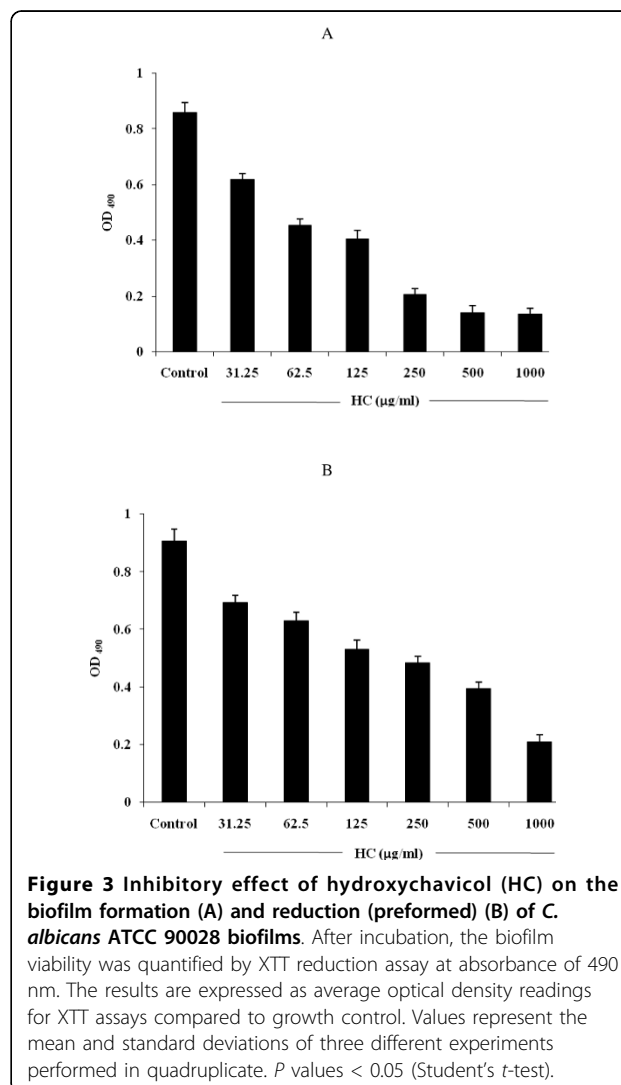 A
1
0.8
0.6
0.4
0.2
0
OD490
Control 31.25 62.5 125 250 500 1000
HC (µg/ml)
B
1
0.8
0.6
0.4
0.2
0
OD490
Control 31.25 62.5 125 250 500 1000
HC (µg/ml)
Figure 3 Inhibitory effect of hydroxychavicol (HC) on the
biofilm formation (A) and reduction (preformed) (B) of C.
albicans ATCC 90028 biofilms. After incubation, the biofilm
viability was quantified by XTT reduction assay at absorbance of 490
nm. The results are expressed as average optical density readings
for XTT assays compared to growth control. Values represent the
mean and standard deviations of three different experiments
performed in quadruplicate. P values < 0.05 (Student's t-test).